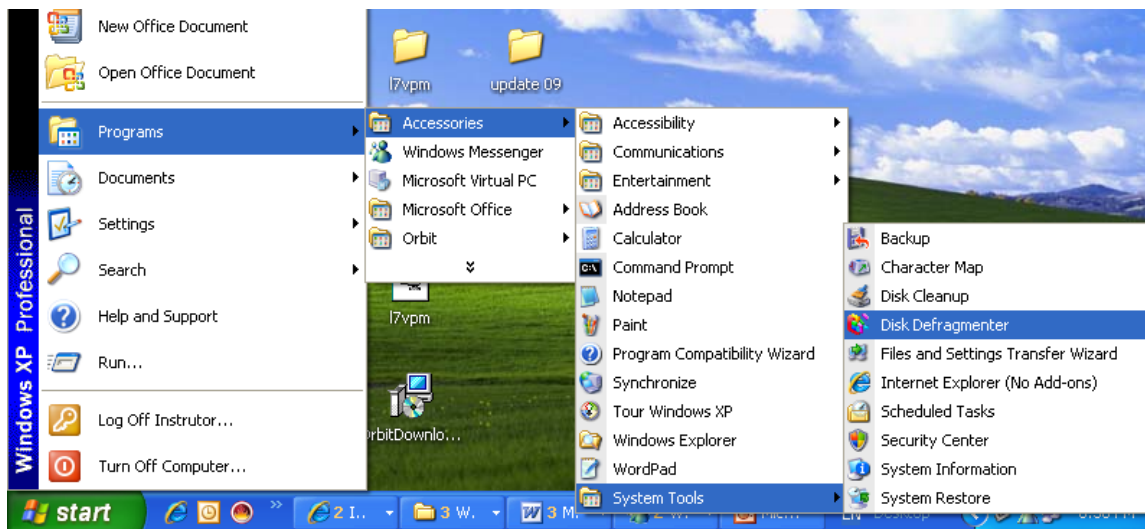 New Office Document
Open Office Document
Programs
Documents
Settings
Search
Help and Support
Run...
Log Off Instrutor...
Turn Off Computer...
Windows XP Professional
l7vpm
update 09
Accessories
Windows Messenger
Microsoft Virtual PC
Microsoft Office
Orbit
l7vpm
OrbitDownlo...
Accessibility
Communications
Entertainment
Address Book
Calculator
Command Prompt
Notepad
Paint
Program Compatibility Wizard
Synchronize
Tour Windows XP
Windows Explorer
WordPad
System Tools
Backup
Character Map
Disk Cleanup
Disk Defragmenter
Files and Settings Transfer Wizard
Internet Explorer (No Add-ons)
Scheduled Tasks
Security Center
System Information
System Restore
start
2 I..
3 W.
3 M.